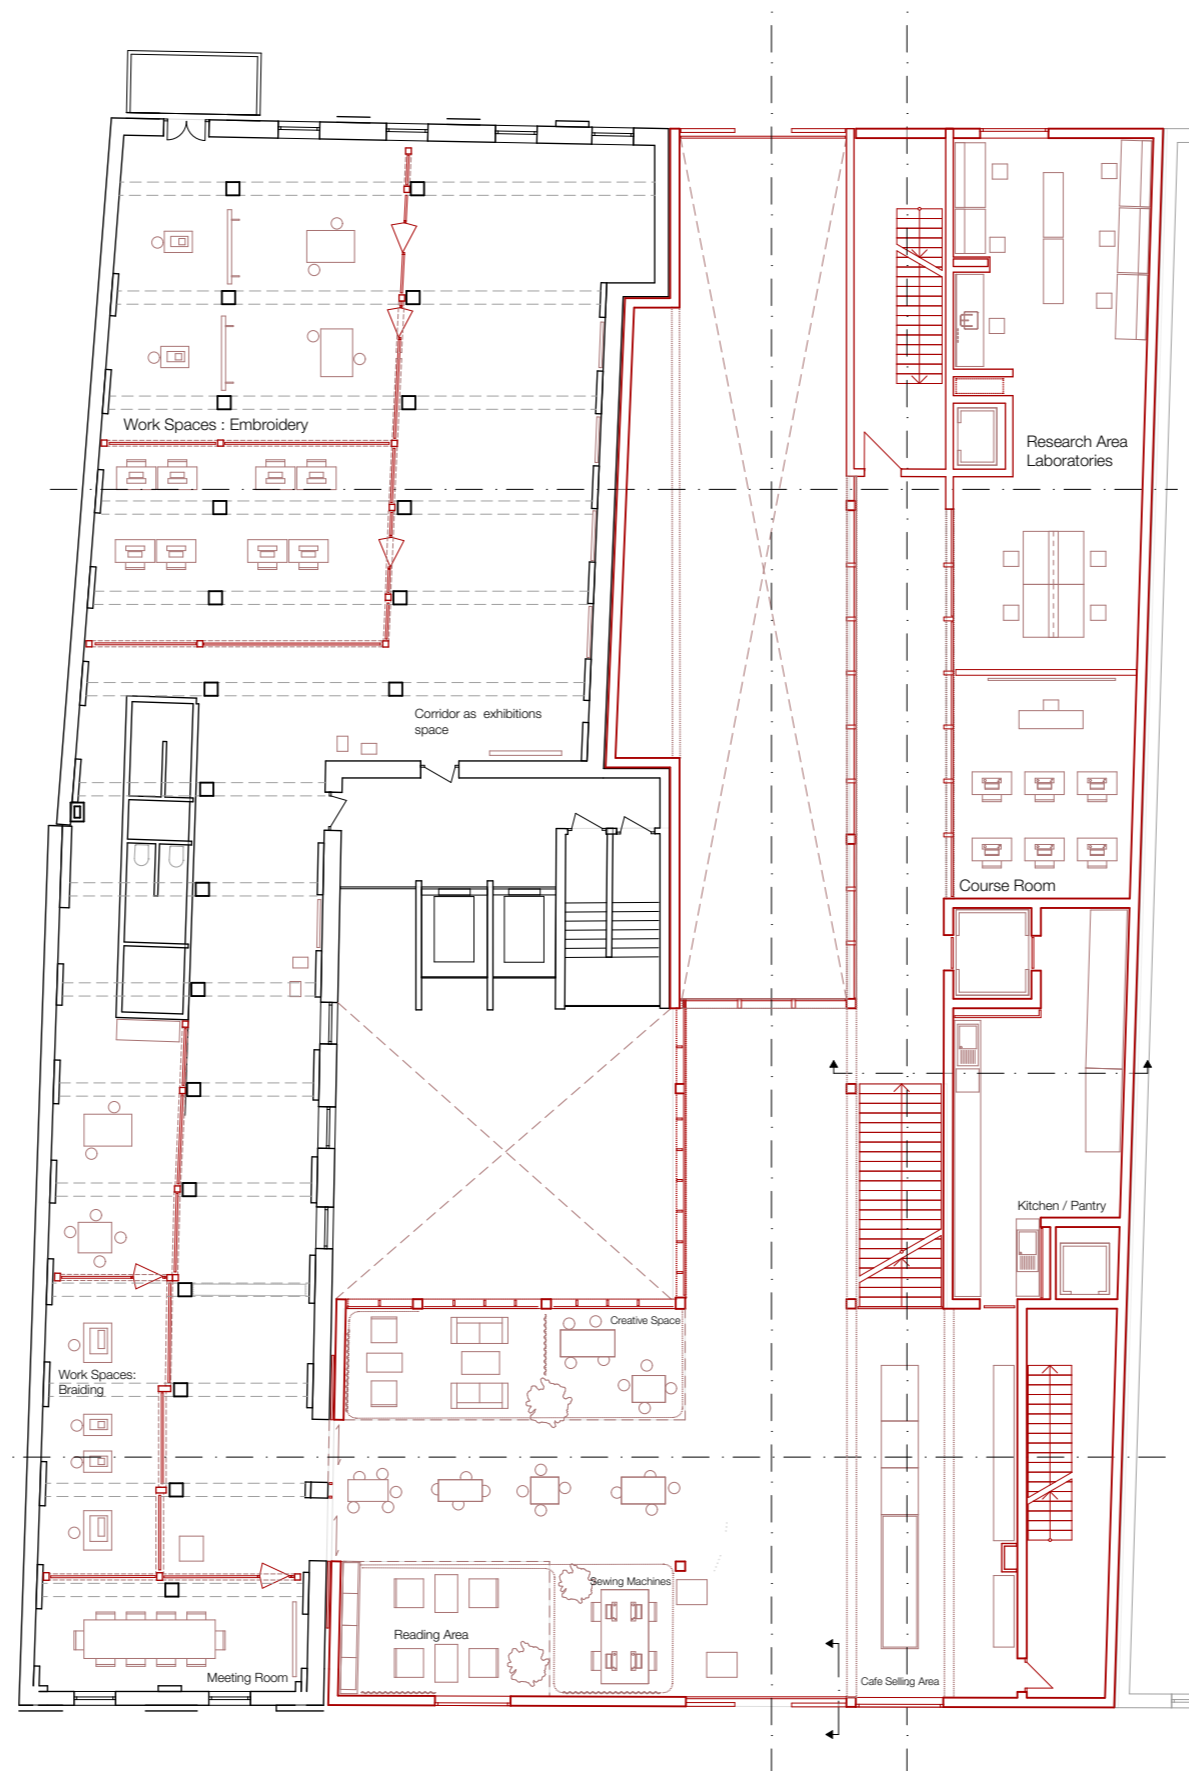 Work Spaces : Embroidery
Research Area
Laboratories
Corridor as exhibitions
space
Course Room
Kitchen / Pantry
Creative Space
Work Spaces:
Braiding
Sewing Machines
Reading Area
Meeting Room
Cafe Selling Area